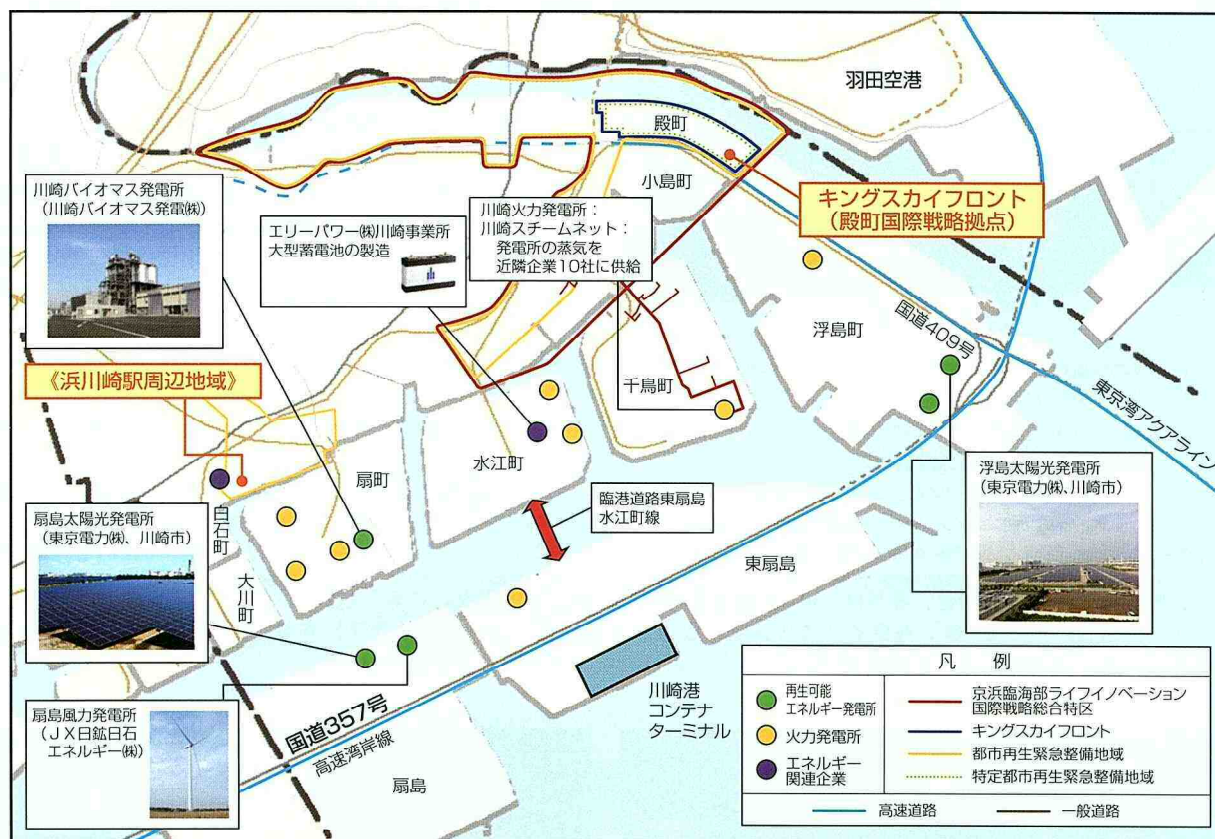 羽田空港
殿町
小島町
キングスカイフロント
（殿町国際戦略拠点）
川崎バイオマス発電所
（川崎バイオマス発電㈱）
エリーパワー㈱川崎事業所
大型蓄電池の製造
川崎火力発電所：
川崎スチームネット：
発電所の蒸気を
近隣企業10社に供給
浮島町
国道409号
千鳥町
東京湾アクアライン
《浜川崎駅周辺地域》
水江町
扇町
白石町
大川町
臨港道路東扇島
水江町線
東扇島
扇島太陽光発電所
（東京電力㈱、川崎市）
浮島太陽光発電所
（東京電力㈱、川崎市）
扇島風力発電所
（ＪＸ日鉱日石
エネルギー㈱）
国道357号
高速湾岸線
扇島
川崎港
コンテナ
ターミナル
凡　例
再生可能
エネルギー発電所
火力発電所
エネルギー
関連企業
京浜臨海部ライフイノベーション
国際戦略総合特区
キングスカイフロント
都市再生緊急整備地域
特定都市再生緊急整備地域
高速道路
一般道路